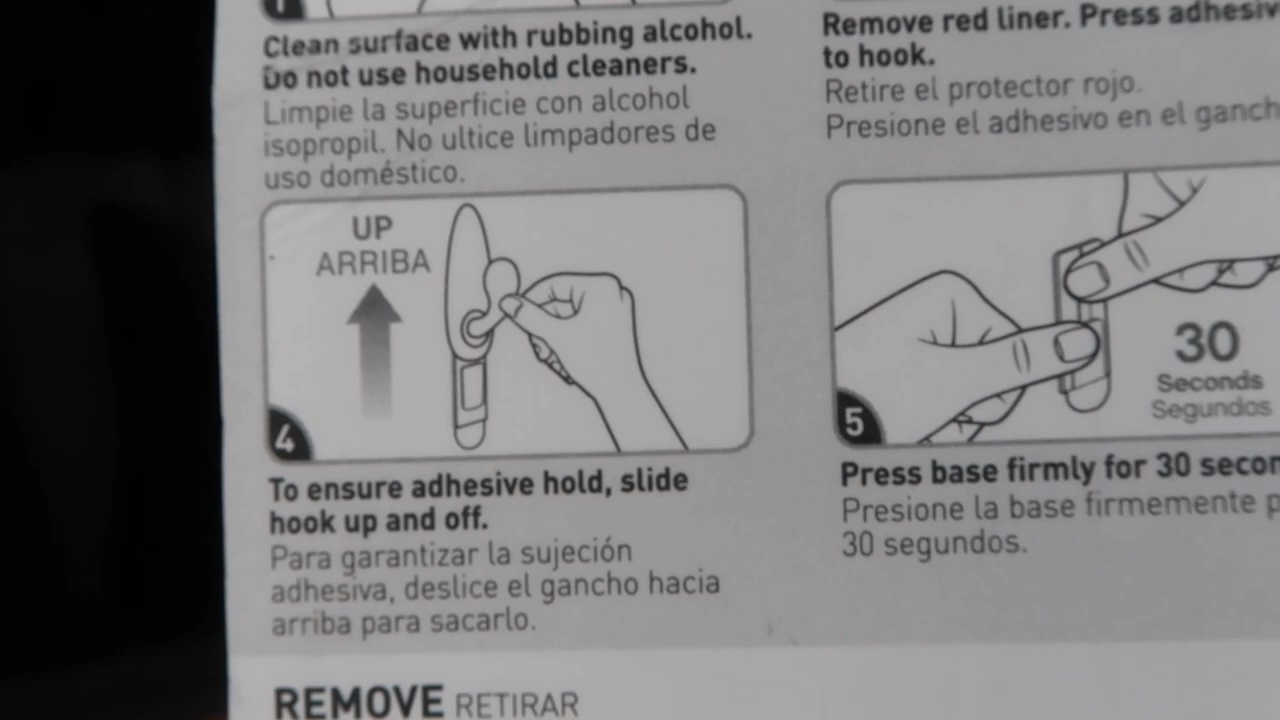 1
Clean surface with rubbing alcohol.
Do not use household cleaners.
Limpie la superficie con alcohol
isopropil. No ultice limpadores de
uso doméstico.
Remove red liner. Press
to hook.
Retire el protector rojo.
Presione el adhesivo en el
UP
ARRIBA
4
To ensure adhesive hold, slide
hook up and off.
Para garantizar la sujeción
adhesiva, deslice el gancho hacia
arriba para sacarlo.
30
Seconds
Segundos
5
Press base firmly for 30
Presione la base firmemente
30 segundos.
REMOVE RETIRAR